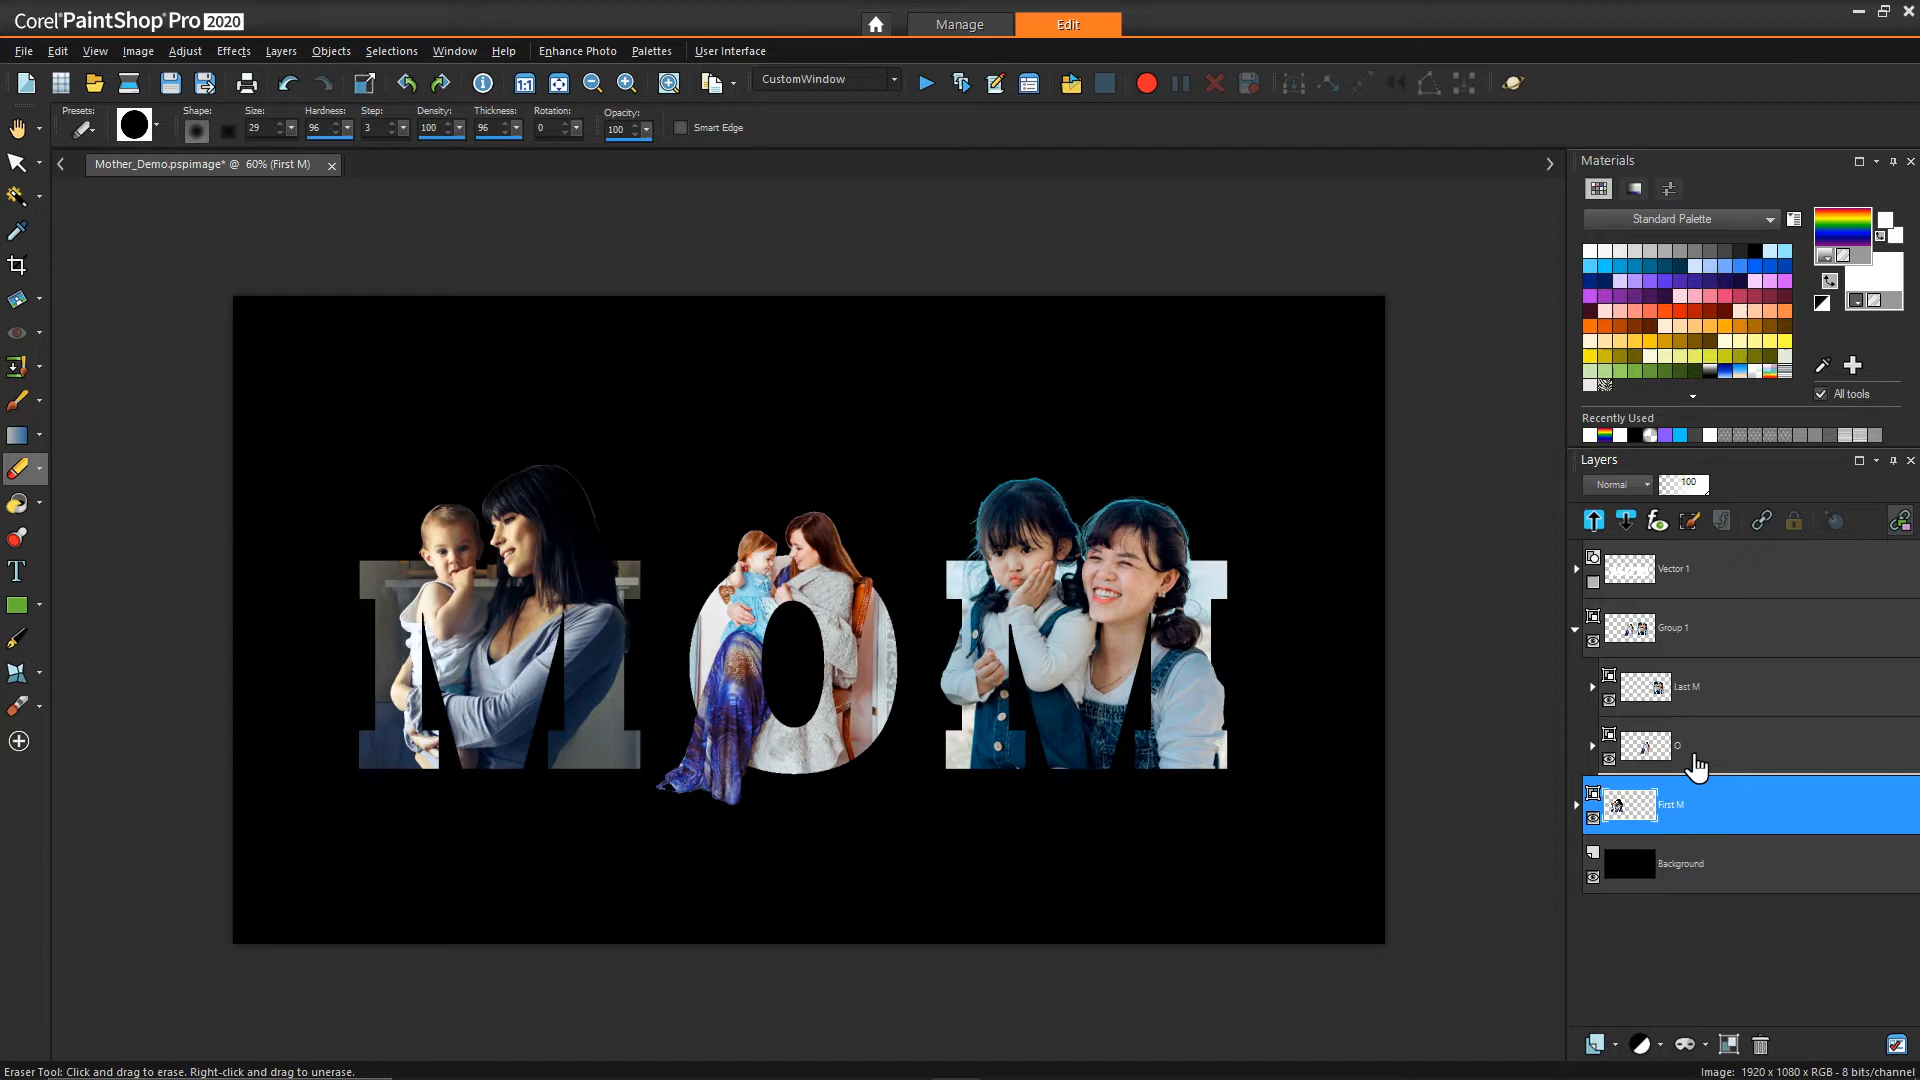 Corel PaintShop Pro 2020
Manage
Edit
File Edit View Image Adjust Effects Layers Objects Selections Window Help Enhance Photo Palettes User Interface
CustomWindow
Presets: Shape: Size: Hardness: Step: Density: Thickness: Rotation: Opacity:
29 96 3 100 96 0 100 Smart Edge
Mother_Demo.pspimage* @ 60% (First M)
MOM
Materials
Standard Palette
All tools
Recently Used
Layers
Normal 100
Vector 1
Group 1
Last M
O
First M
Background
Eraser Tool: Click and drag to erase. Right-click and drag to unerase.
Image: 1920 x 1080 x RGB - 8 bits/channel